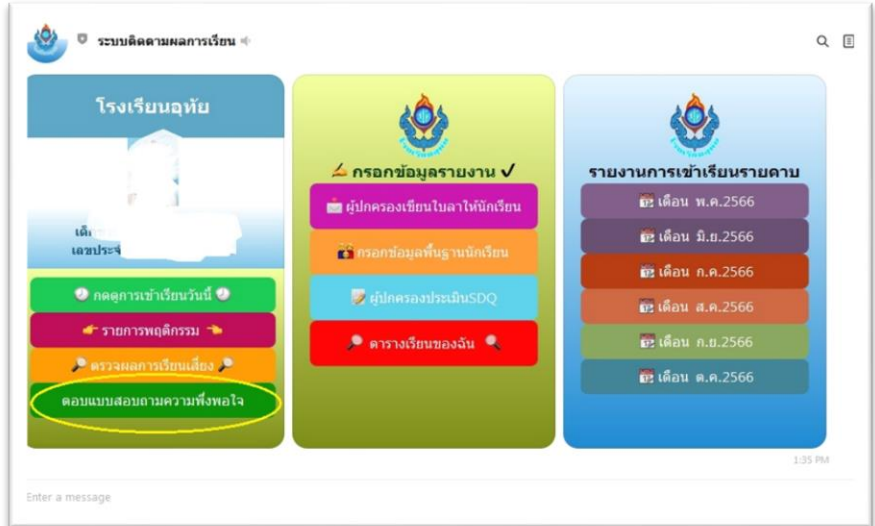 ระบบติดตามผลการเรียน
โรงเรียนอุทัย
เด็ก
เลขประจำ
กดดูการเข้าเรียนวันนี้
รายการพฤติกรรม
ตรวจผลการเรียนเสี่ยง
ตอบแบบสอบถามความพึ่งพอใจ
กรอกข้อมูลรายงาน ✓
ผู้ปกครองเขียนใบลาให้นักเรียน
กรอกข้อมูลพื้นฐานนักเรียน
ผู้ปกครองประเมินSDQ
ตารางเรียนของฉัน
รายงานการเข้าเรียนรายคาบ
เดือน พ.ค.2566
เดือน มิ.ย.2566
เดือน ก.ค.2566
เดือน ส.ค.2566
เดือน ก.ย.2566
เดือน ต.ค.2566
1:35 PM
Enter a message